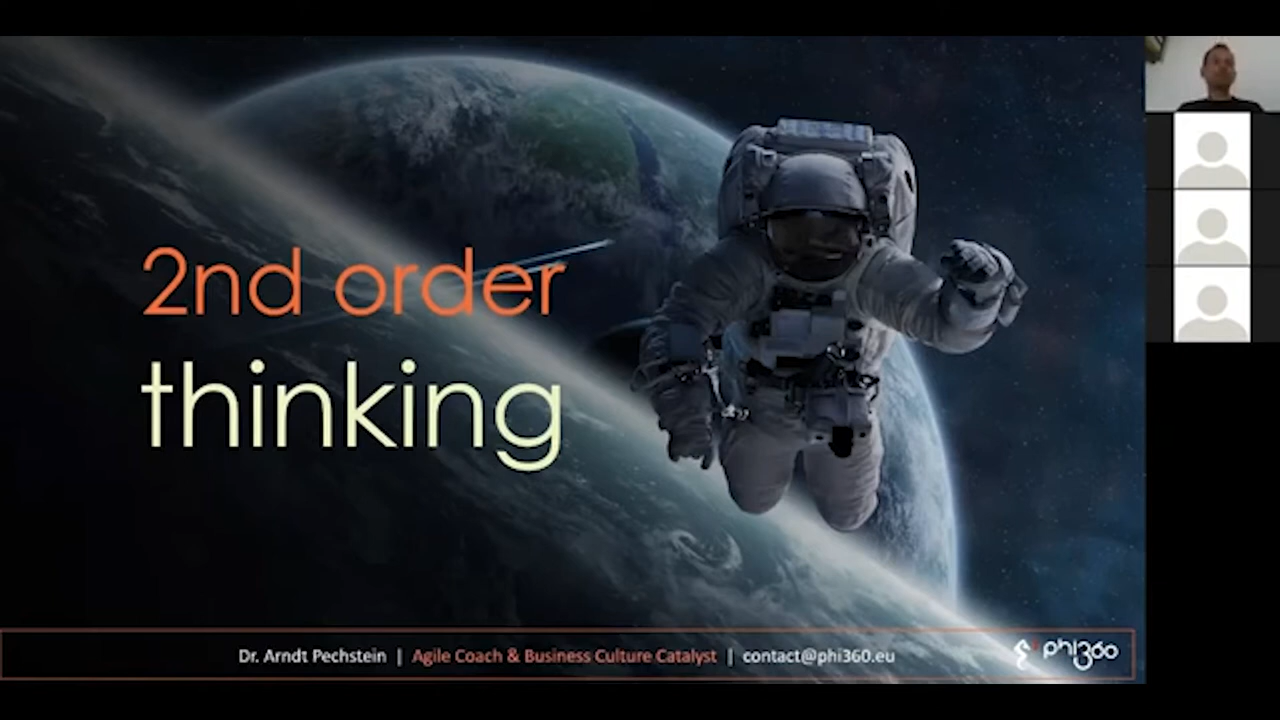 2nd order
thinking
Dr. Arndt Pechstein | Agile Coach & Business Culture Catalyst | contact@phi360.eu
phi360